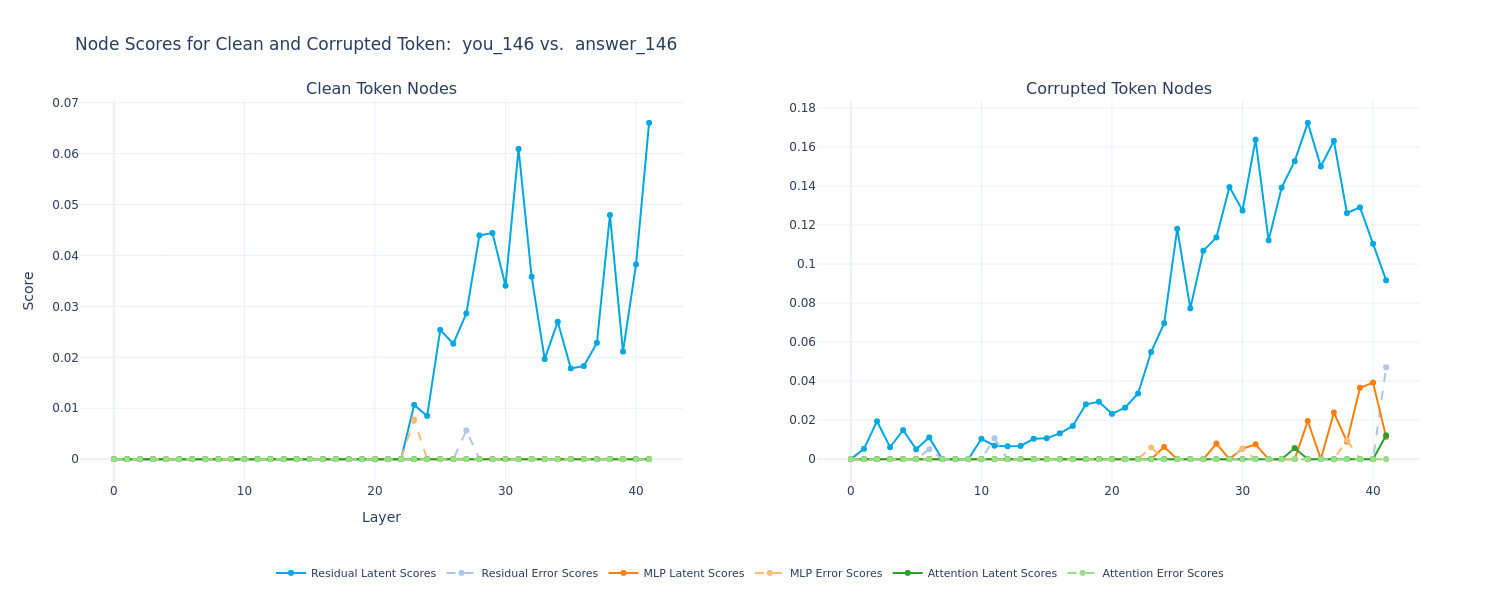 Node Scores for Clean and Corrupted Token:  you_146 vs.  answer_146
Clean Token Nodes
Corrupted Token Nodes
0.07
0.06
0.05
0.04
0.03
0.02
0.01
0
Score
0 10 20 30 40
Layer
0.18
0.16
0.14
0.12
0.1
0.08
0.06
0.04
0.02
0
0 10 20 30 40
Residual Latent Scores Residual Error Scores MLP Latent Scores MLP Error Scores Attention Latent Scores Attention Error Scores